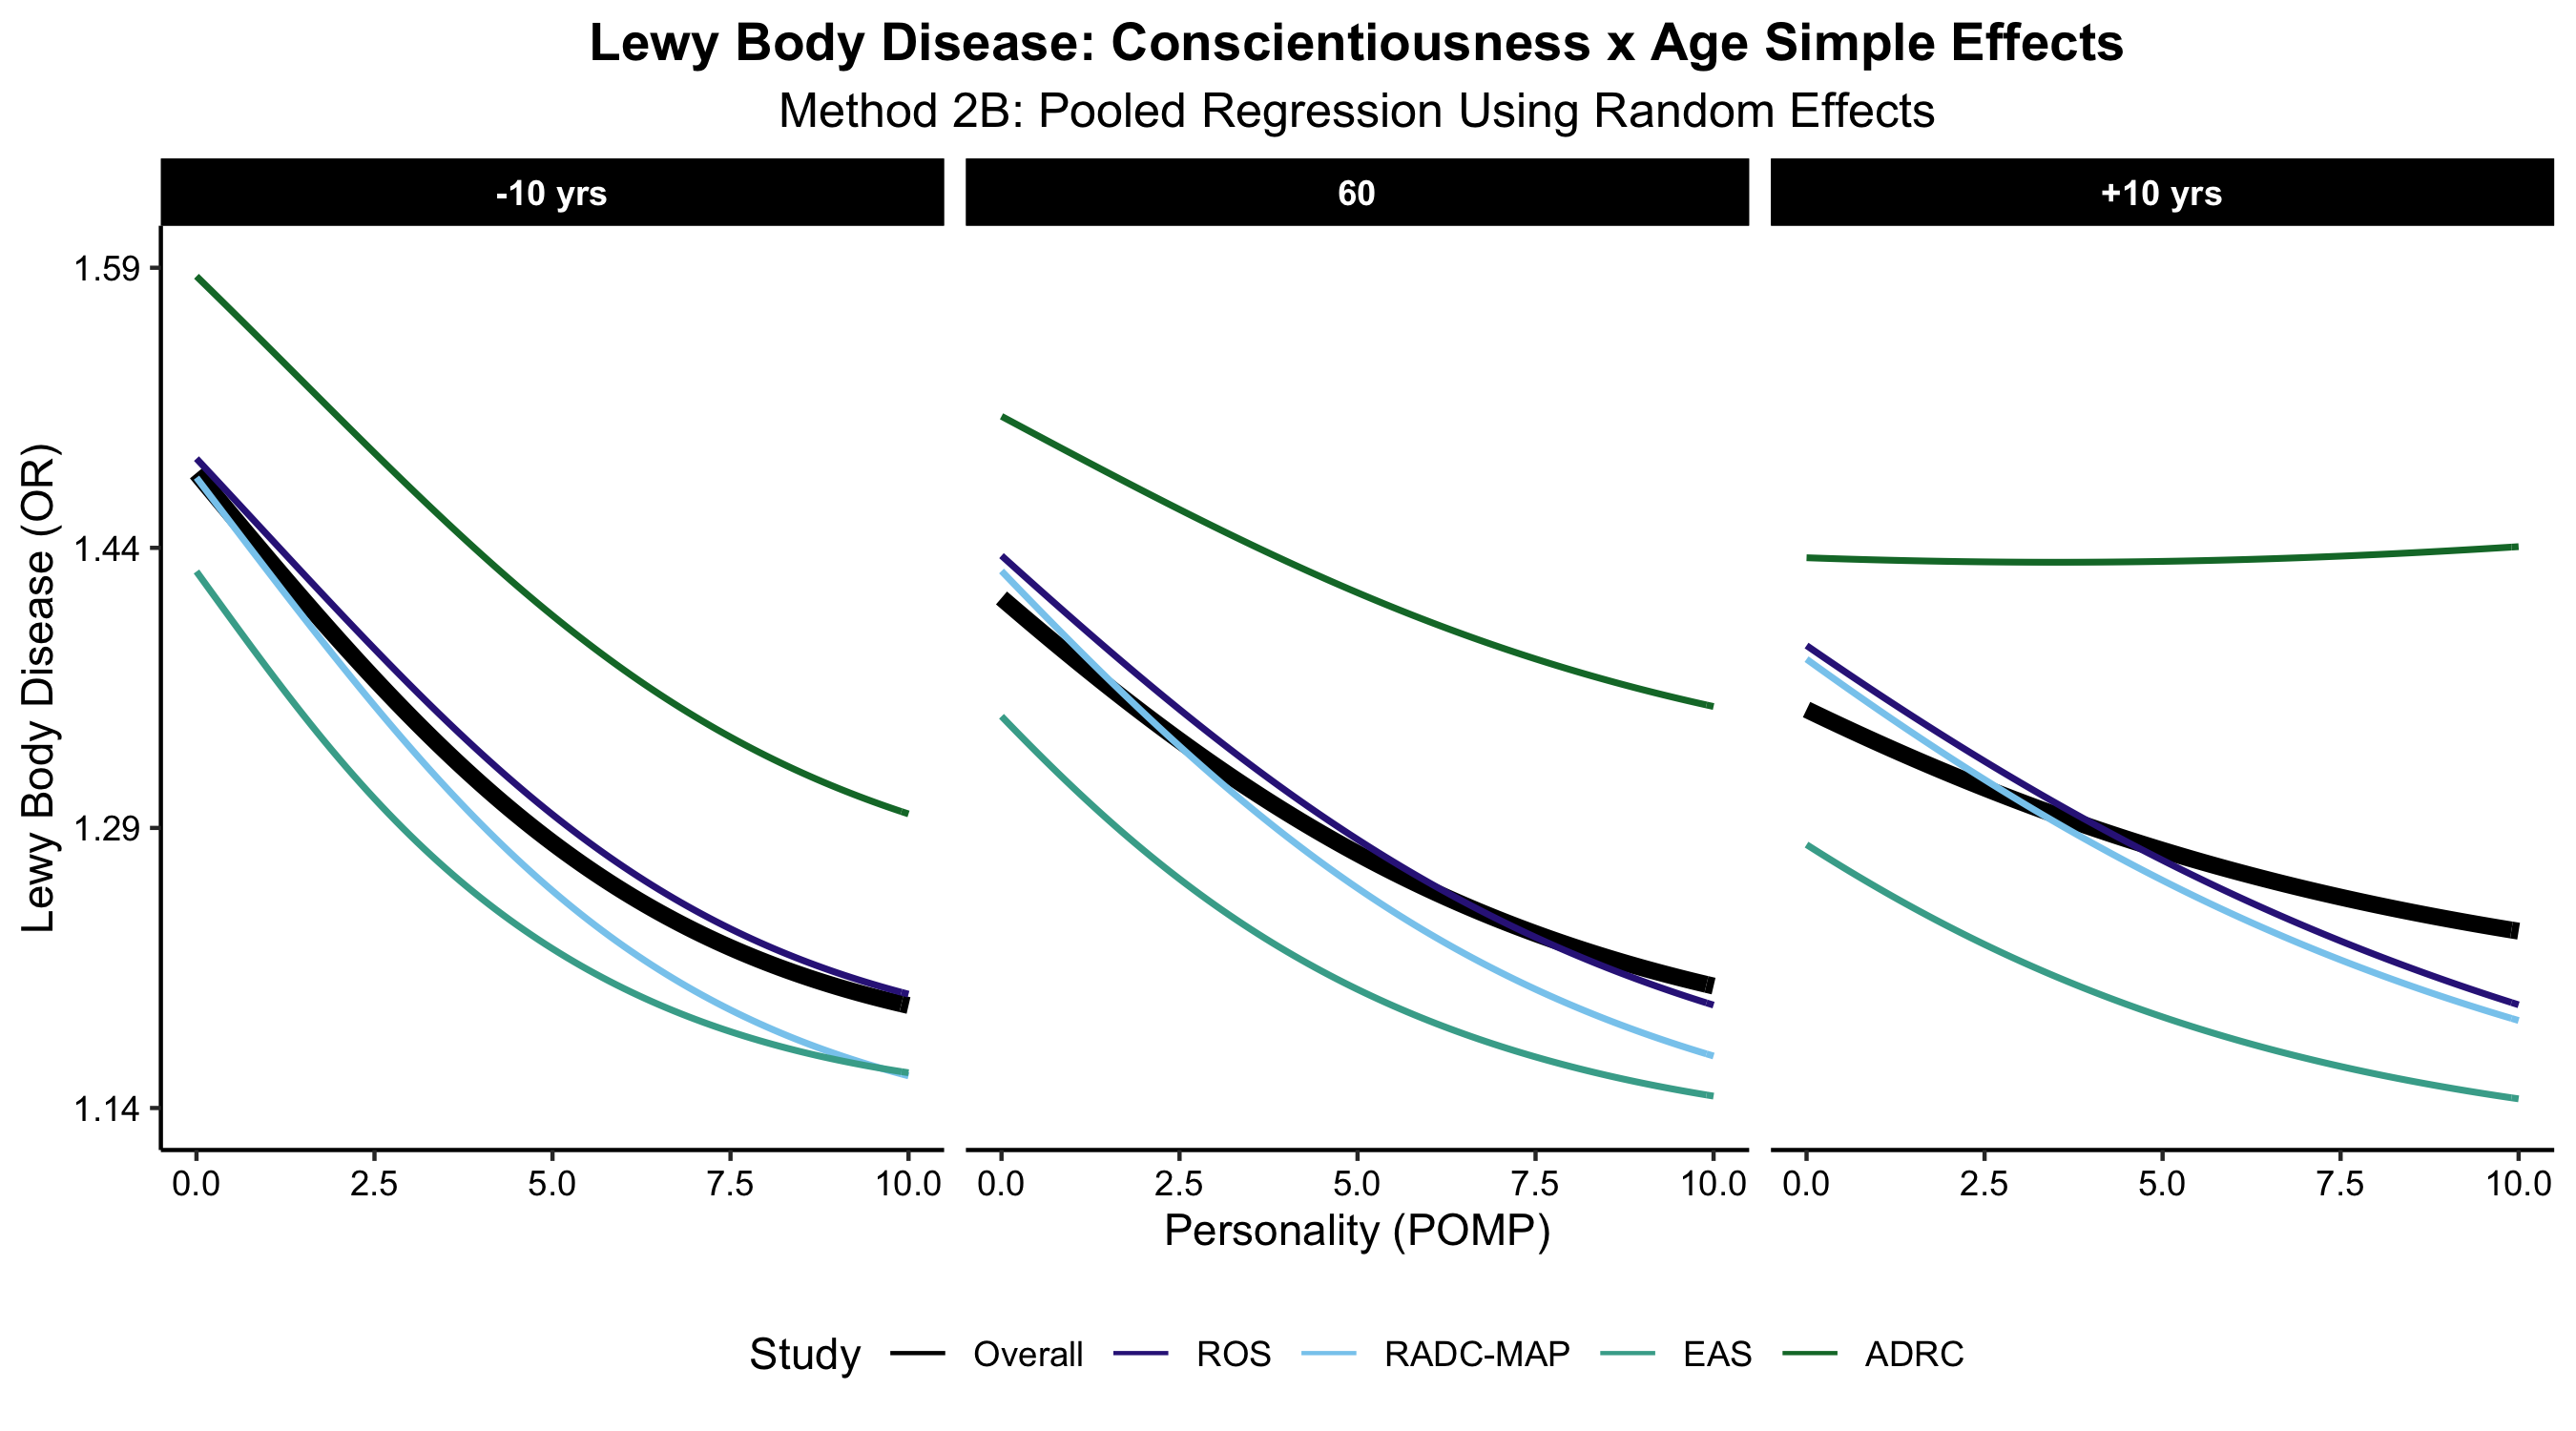 Lewy Body Disease: Conscientiousness x Age Simple Effects
Method 2B: Pooled Regression Using Random Effects
-10 yrs
60
+10 yrs
Lewy Body Disease (OR)
1.59
1.44
1.29
1.14
0.0 2.5 5.0 7.5 10.0
0.0 2.5 5.0 7.5 10.0
0.0 2.5 5.0 7.5 10.0
Personality (POMP)
Study Overall ROS RADC-MAP EAS ADRC